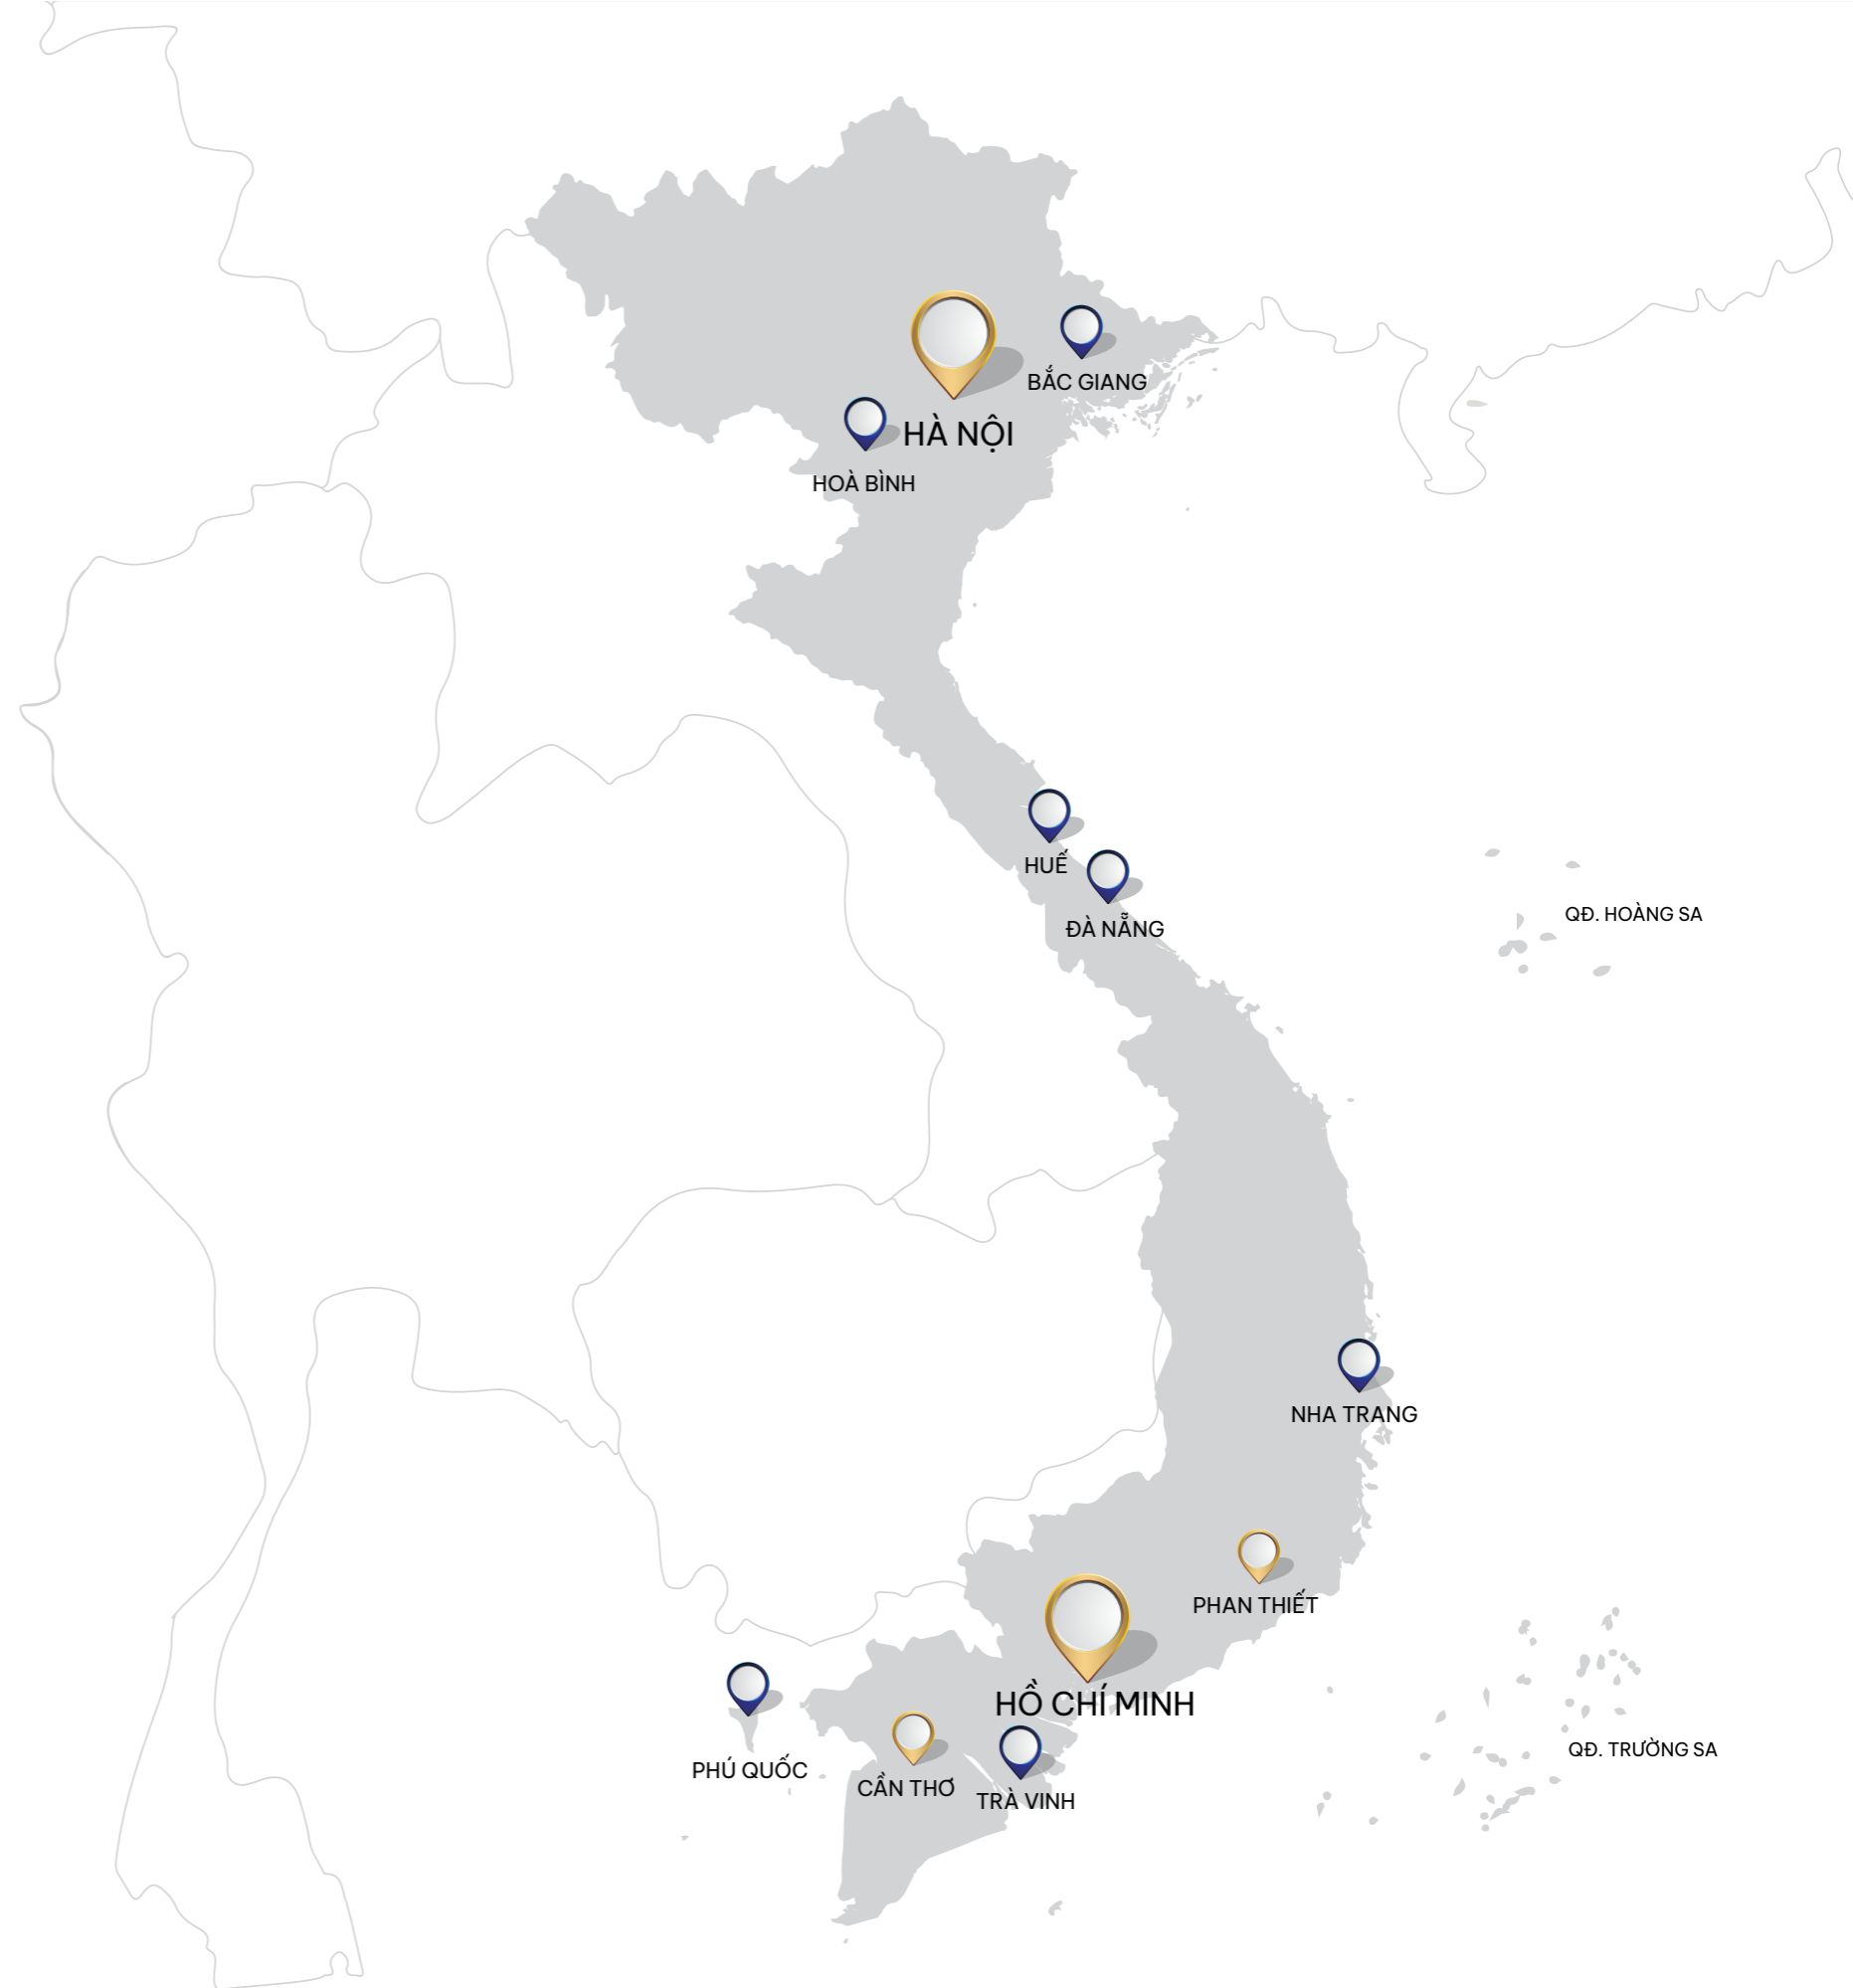 BẮC GIANG
HÀ NỘI
HOÀ BÌNH
HUẾ
QĐ. HOÀNG SA
ĐÀ NẴNG
NHA TRANG
PHAN THIẾT
HỒ CHÍ MINH
QĐ. TRƯỜNG SA
PHÚ QUỐC
CẦN THƠ
TRÀ VINH